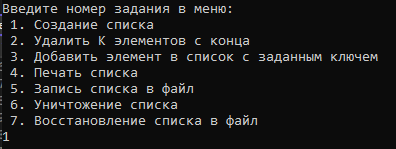 Введите номер задания в меню:
1. Создание списка
2. Удалить К элементов с конца
3. Добавить элемент в список с заданным ключем
4. Печать списка
5. Запись списка в файл
6. Уничтожение списка
7. Восстановление списка в файл
1